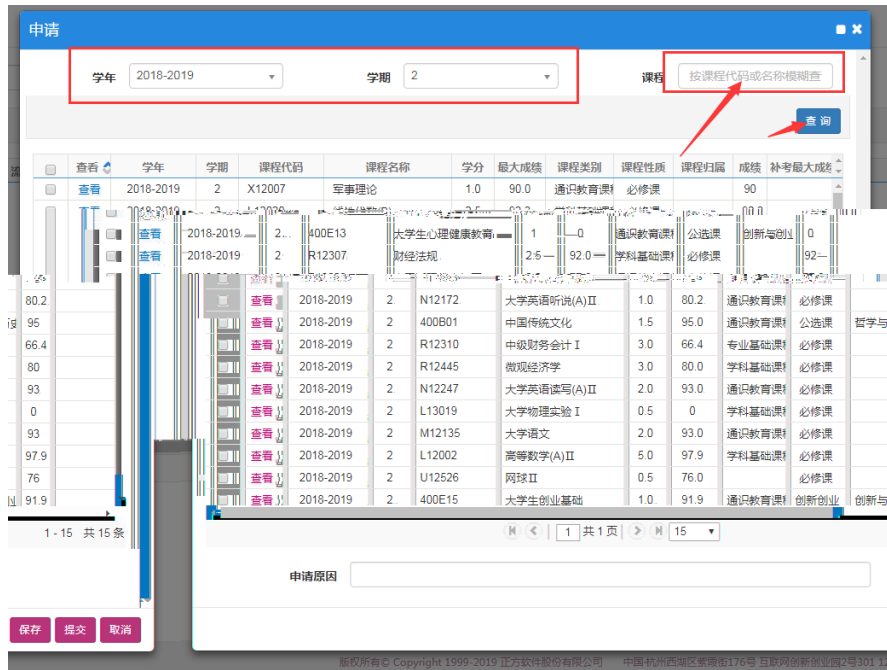 申请
学年 2018-2019 学期 2 课程 按课程代码或名称模糊查
查 询
查看 学年 学期 课程代码 课程名称 学分 最大成绩 课程类别 课程性质 课程归属 成绩 补考最大成绩
查看 2018-2019 2 X12007 军事理论 1.0 90.0 通识教育课程 必修课 90
查看 2018-2019 2... 400E13 大学生心理健康教育 1 0 通识教育课 公选课 创新与创业 0
查看 2018-2019 2 R12307 财经法规 2.5 92.0 学科基础课 必修课 92
80.2 查看 2018-2019 2 N12172 大学英语听说(A)II 1.0 80.2 通识教育课程 必修课
95 查看 2018-2019 2 400B01 中国传统文化 1.5 95.0 通识教育课 公选课 哲学与
66.4 查看 2018-2019 2 R12310 中级财务会计 I 3.0 66.4 专业基础课 必修课
80 查看 2018-2019 2 R12445 微观经济学 3.0 80.0 学科基础课 必修课
93 查看 2018-2019 2 N12247 大学英语读写(A)II 2.0 93.0 通识教育课 必修课
0 查看 2018-2019 2 L13019 大学物理实验 I 0.5 0 学科基础课 必修课
93 查看 2018-2019 2 M12135 大学语文 2.0 93.0 通识教育课 必修课
97.9 查看 2018-2019 2 L12002 高等数学(A)II 5.0 97.9 学科基础课 必修课
76 查看 2018-2019 2 U12526 网球II 0.5 76.0 必修课
91.9 查看 2018-2019 2.. 400E15 大学生创业基础 1.0 91.9 通识教育课 创新创业 创新与
1 - 15 共 15 条 1 共 1 页 15
申请原因
保存 提交 取消
版权所有© Copyright 1999-2019 正方软件股份有限公司 中国·杭州西湖区紫霞街176号 互联网创新创业园2号301